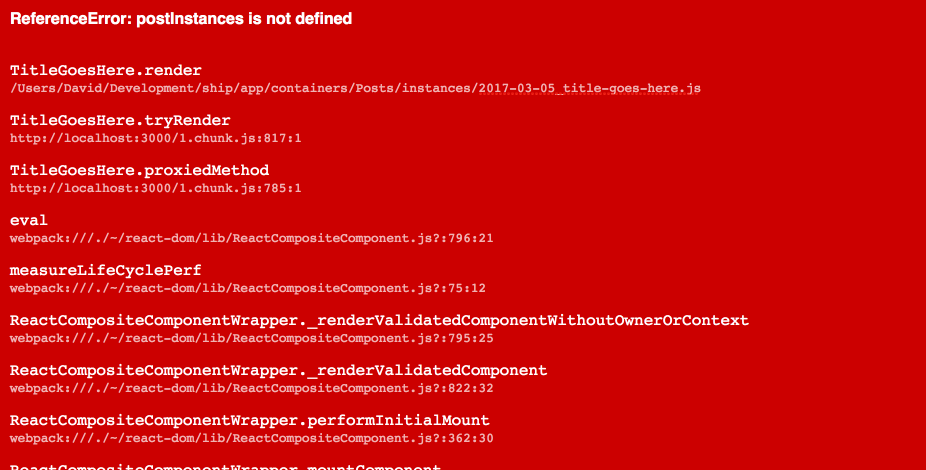 ReferenceError: postInstances is not defined
TitleGoesHere.render
/Users/David/Development/ship/app/containers/Posts/instances/2017-03-05_title-goes-here.js
TitleGoesHere.tryRender
http://localhost:3000/1.chunk.js:817:1
TitleGoesHere.proxiedMethod
http://localhost:3000/1.chunk.js:785:1
eval
webpack:///./~/react-dom/lib/ReactCompositeComponent.js?:796:21
measureLifeCyclePerf
webpack:///./~/react-dom/lib/ReactCompositeComponent.js?:75:12
ReactCompositeComponentWrapper._renderValidatedComponentWithoutOwnerOrContext
webpack:///./~/react-dom/lib/ReactCompositeComponent.js?:795:25
ReactCompositeComponentWrapper._renderValidatedComponent
webpack:///./~/react-dom/lib/ReactCompositeComponent.js?:822:32
ReactCompositeComponentWrapper.performInitialMount
webpack:///./~/react-dom/lib/ReactCompositeComponent.js?:362:30
ReactCompositeComponentWrapper.mountComponent